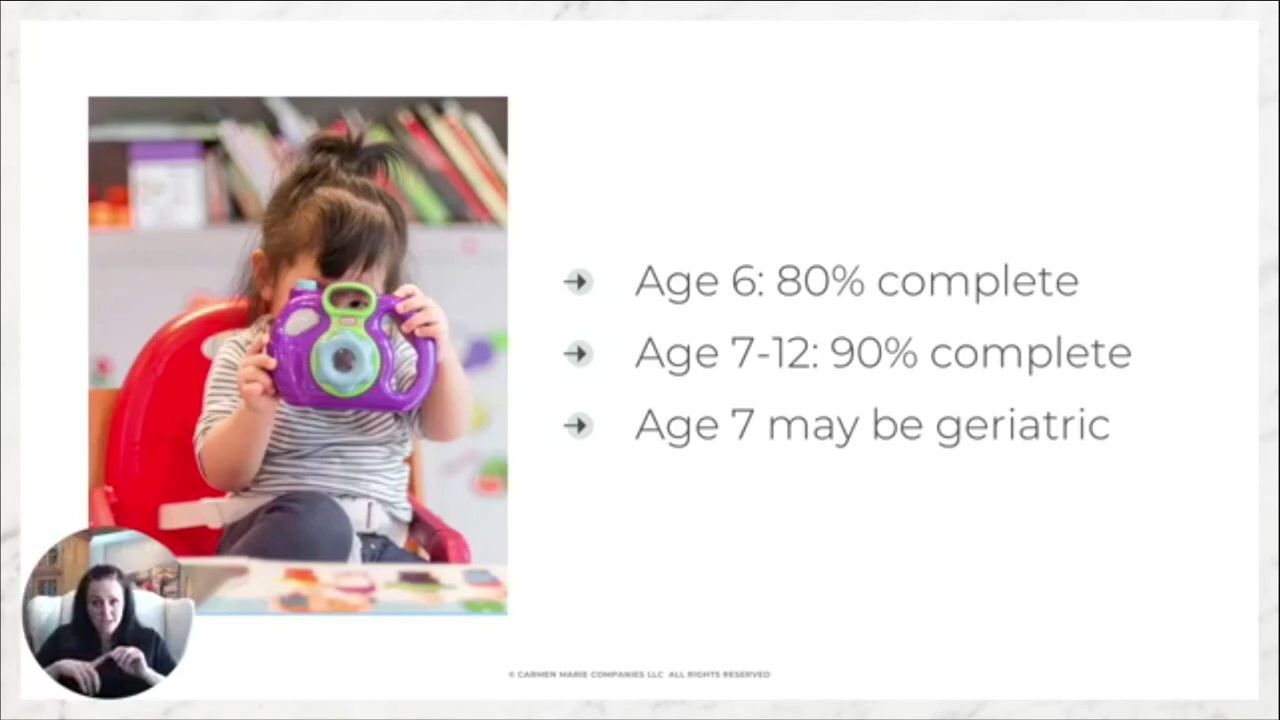 Age 6: 80% complete
Age 7-12: 90% complete
Age 7 may be geriatric
© CARMEN MARIE COMPANIES LLC ALL RIGHTS RESERVED